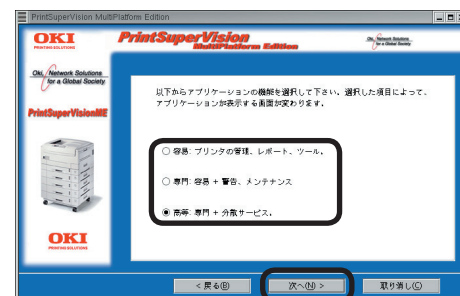 PrintSuperVision MultiPlatform Edition
OKI
PRINTING SOLUTIONS
PrintSuperVision
MultiPlatform Edition
Oki, Network Solutions
for a Global Society
Oki, Network Solutions
for a Global Society
PrintSuperVisionME
以下からアプリケーションの機能を選択して下さい。選択した項目によって、
アプリケーションが表示する画面が変わります。
容易: プリンタの管理、レポート、ツール。
専門: 容易 + 警告、メンテナンス
高等: 専門 + 分散サービス。
OKI
PRINTING SOLUTIONS
< 戻る(B)
次へ(N) >
取り消し(C)